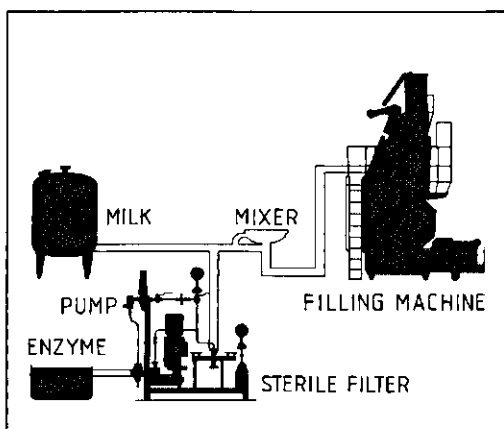 MILK
MIXER
PUMP
FILLING MACHINE
ENZYME
STERILE FILTER